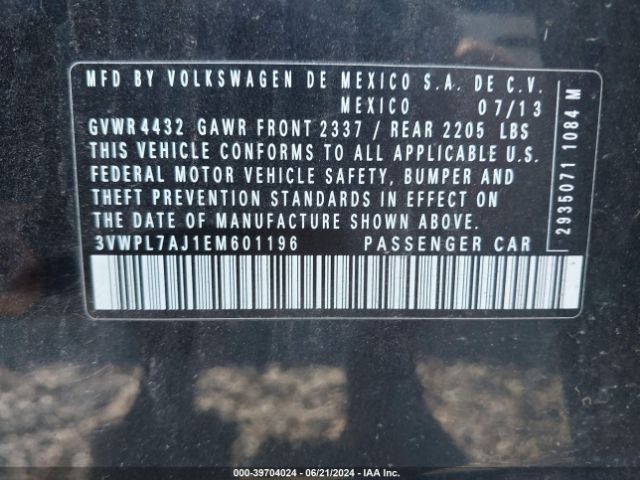 MFD BY VOLKSWAGEN DE MEXICO S.A. DE C.V.
MEXICO 07/13
GVWR 4432 GAWR FRONT 2337 / REAR 2205 LBS
THIS VEHICLE CONFORMS TO ALL APPLICABLE U.S.
FEDERAL MOTOR VEHICLE SAFETY, BUMPER AND
THEFT PREVENTION STANDARDS IN EFFECT ON
THE DATE OF MANUFACTURE SHOWN ABOVE.
3VWPL7AJ1EM601196 PASSENGER CAR
2935071 1084 M
000-39704024 - 06/21/2024 - IAA Inc.